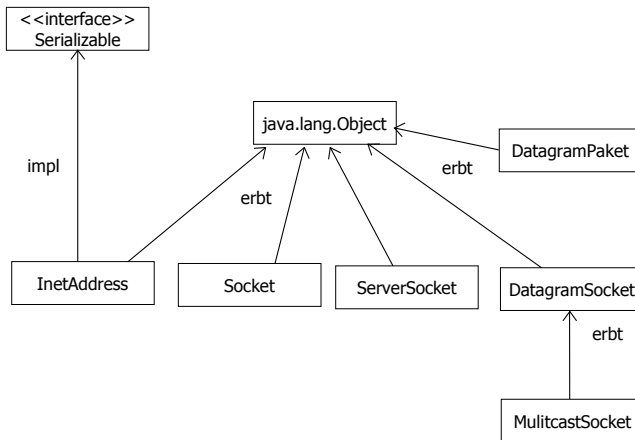 <<interface>>
Serializable
java.lang.Object
DatagramPaket
impl
erbt
erbt
InetAddress
Socket
ServerSocket
DatagramSocket
erbt
MulitcastSocket